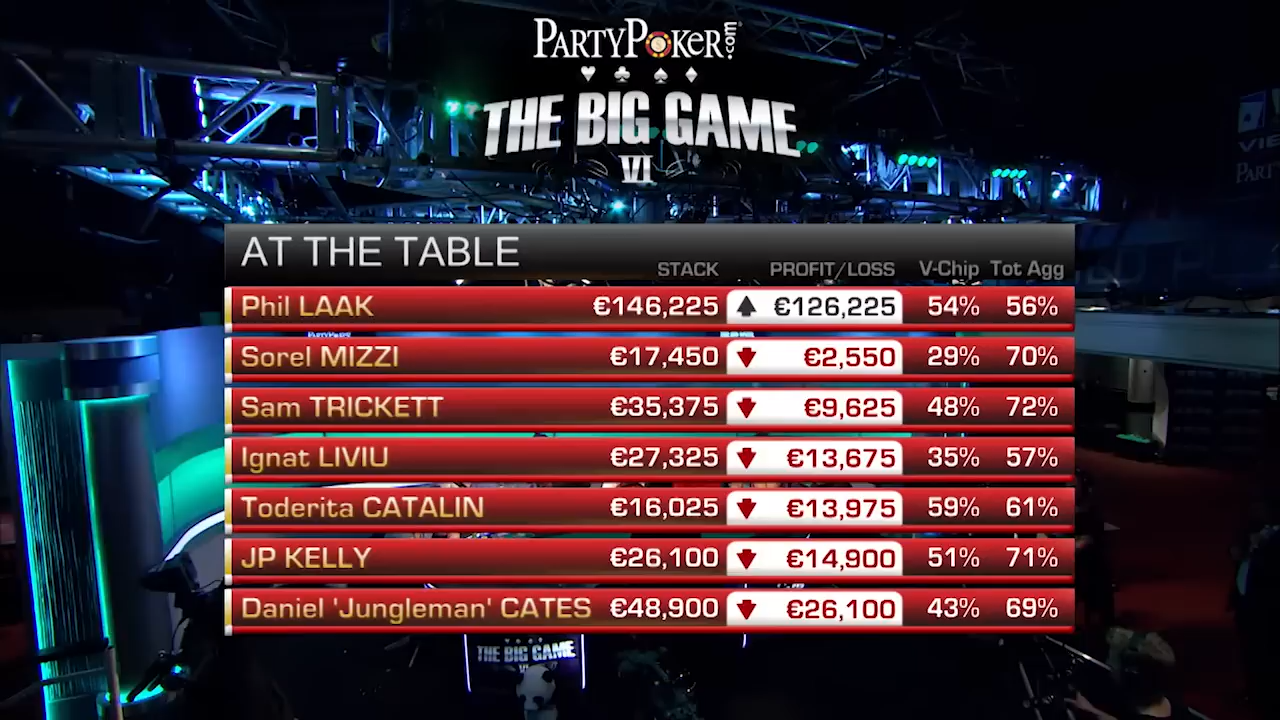 PARTYPOKER.com
THE BIG GAME
VI
AT THE TABLE
STACK PROFIT/LOSS V-Chip Tot Agg
Phil LAAK €146,225 €126,225 54% 56%
Sorel MIZZI €17,450 €2,550 29% 70%
Sam TRICKETT €35,375 €9,625 48% 72%
Ignat LIVIU €27,325 €13,675 35% 57%
Toderita CATALIN €16,025 €13,975 59% 61%
JP KELLY €26,100 €14,900 51% 71%
Daniel 'Jungleman' CATES €48,900 €26,100 43% 69%
THE BIG GAME